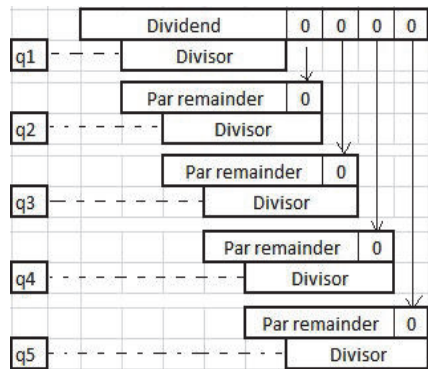 Dividend 0 0 0 0
q1 Divisor
Par remainder 0
q2 Divisor
Par remainder 0
q3 Divisor
Par remainder 0
q4 Divisor
Par remainder 0
q5 Divisor